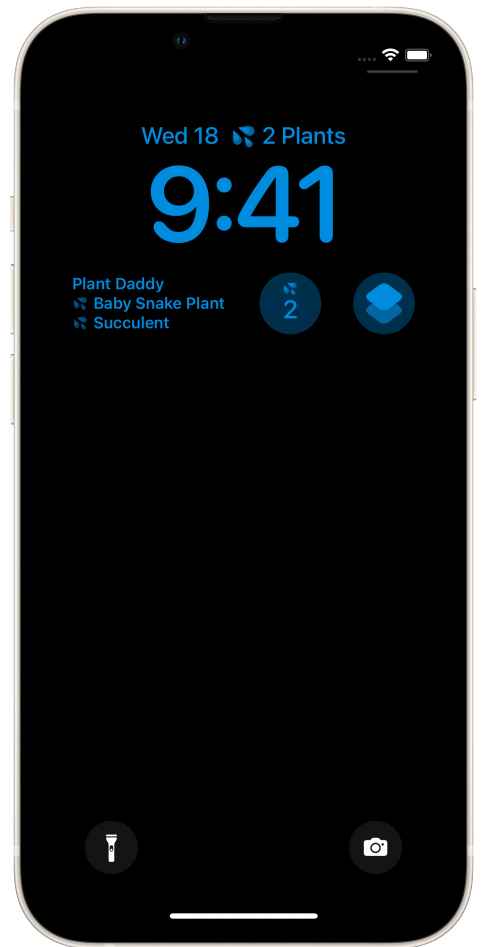 Wed 18 💦 2 Plants
9:41
Plant Daddy
💦 Baby Snake Plant
💦 Succulent
💦
2